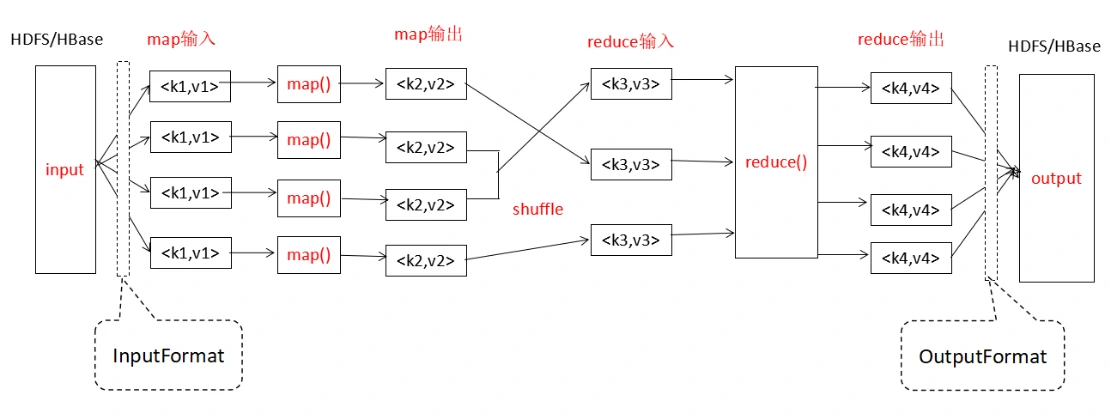 HDFS/HBase
map输入
map输出
reduce输入
reduce输出
HDFS/HBase
input
<k1,v1>
map()
<k2,v2>
<k3,v3>
<k4,v4>
<k1,v1>
map()
<k2,v2>
<k3,v3>
reduce()
<k4,v4>
output
<k1,v1>
map()
<k2,v2>
shuffle
<k4,v4>
<k1,v1>
map()
<k2,v2>
<k3,v3>
<k4,v4>
InputFormat
OutputFormat